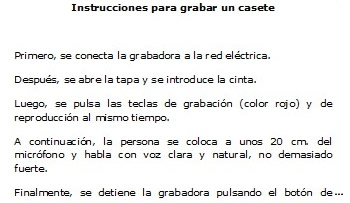 Instrucciones para grabar un casete
Primero, se conecta la grabadora a la red eléctrica.
Después, se abre la tapa y se introduce la cinta.
Luego, se pulsa las teclas de grabación (color rojo) y de
reproducción al mismo tiempo.
A continuación, la persona se coloca a unos 20 cm. del
micrófono y habla con voz clara y natural, no demasiado
fuerte.
Finalmente, se detiene la grabadora pulsando el botón de...